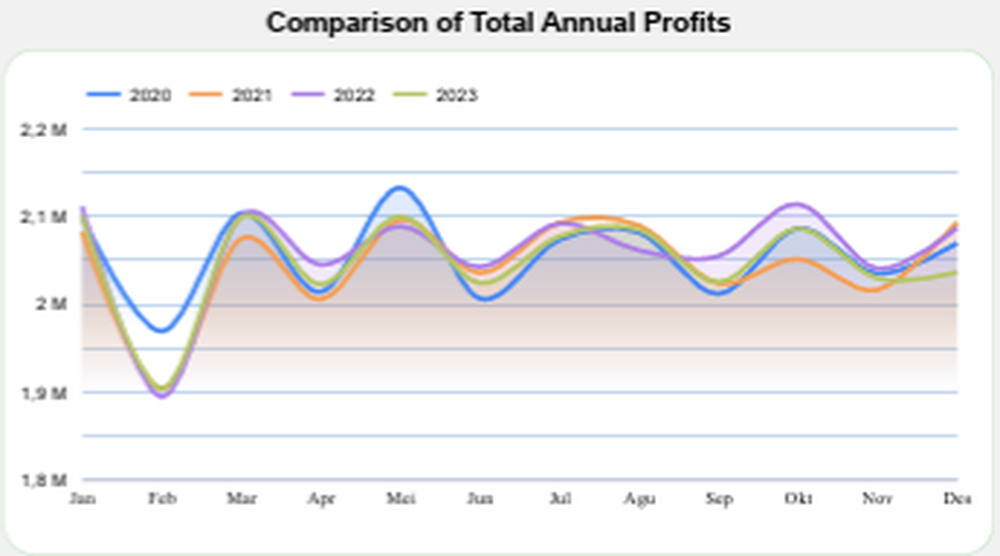 Comparison of Total Annual Profits
2020 2021 2022 2023
2,2 M
2,1 M
2 M
1,9 M
1,8 M
Jan Feb Mar Apr Mei Jun Jul Agu Sep Okt Nov Des